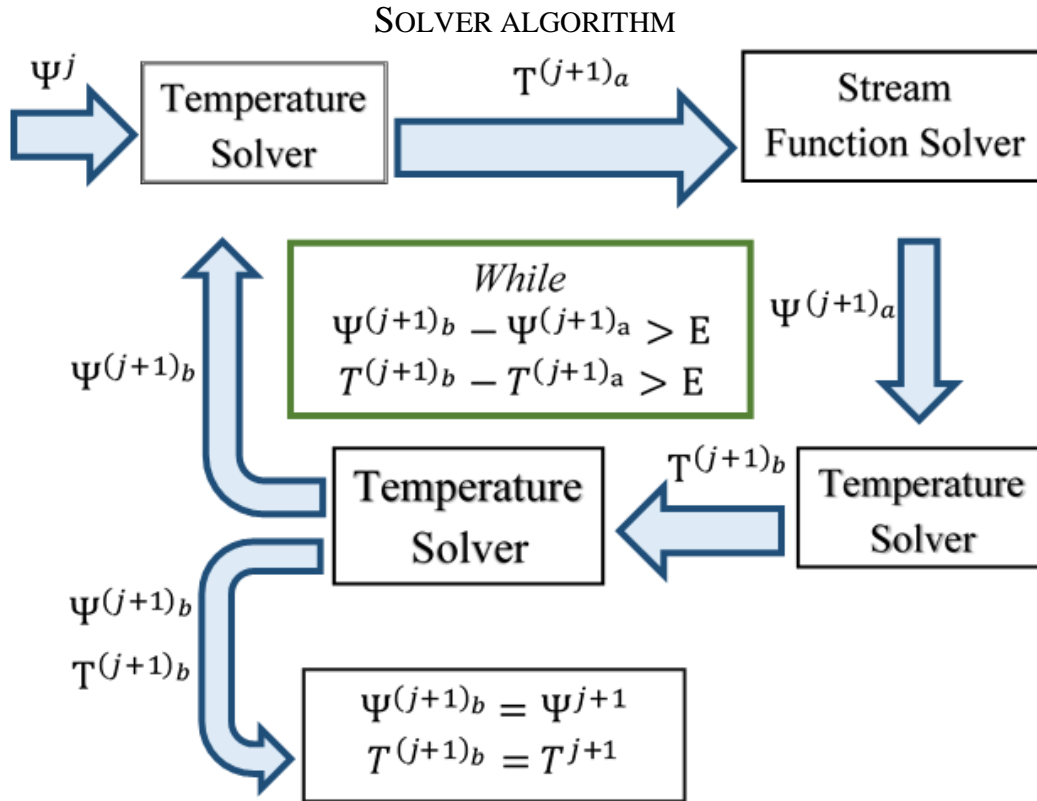 SOLVER ALGORITHM
Ψ^j
Temperature
Solver
T^(j+1)_a
Stream
Function Solver
While
Ψ^(j+1)_b − Ψ^(j+1)_a > E
T^(j+1)_b − T^(j+1)_a > E
Ψ^(j+1)_a
Ψ^(j+1)_b
T^(j+1)_b
Temperature
Solver
Temperature
Solver
Ψ^(j+1)_b
T^(j+1)_b
Ψ^(j+1)_b = Ψ^j+1
T^(j+1)_b = T^j+1